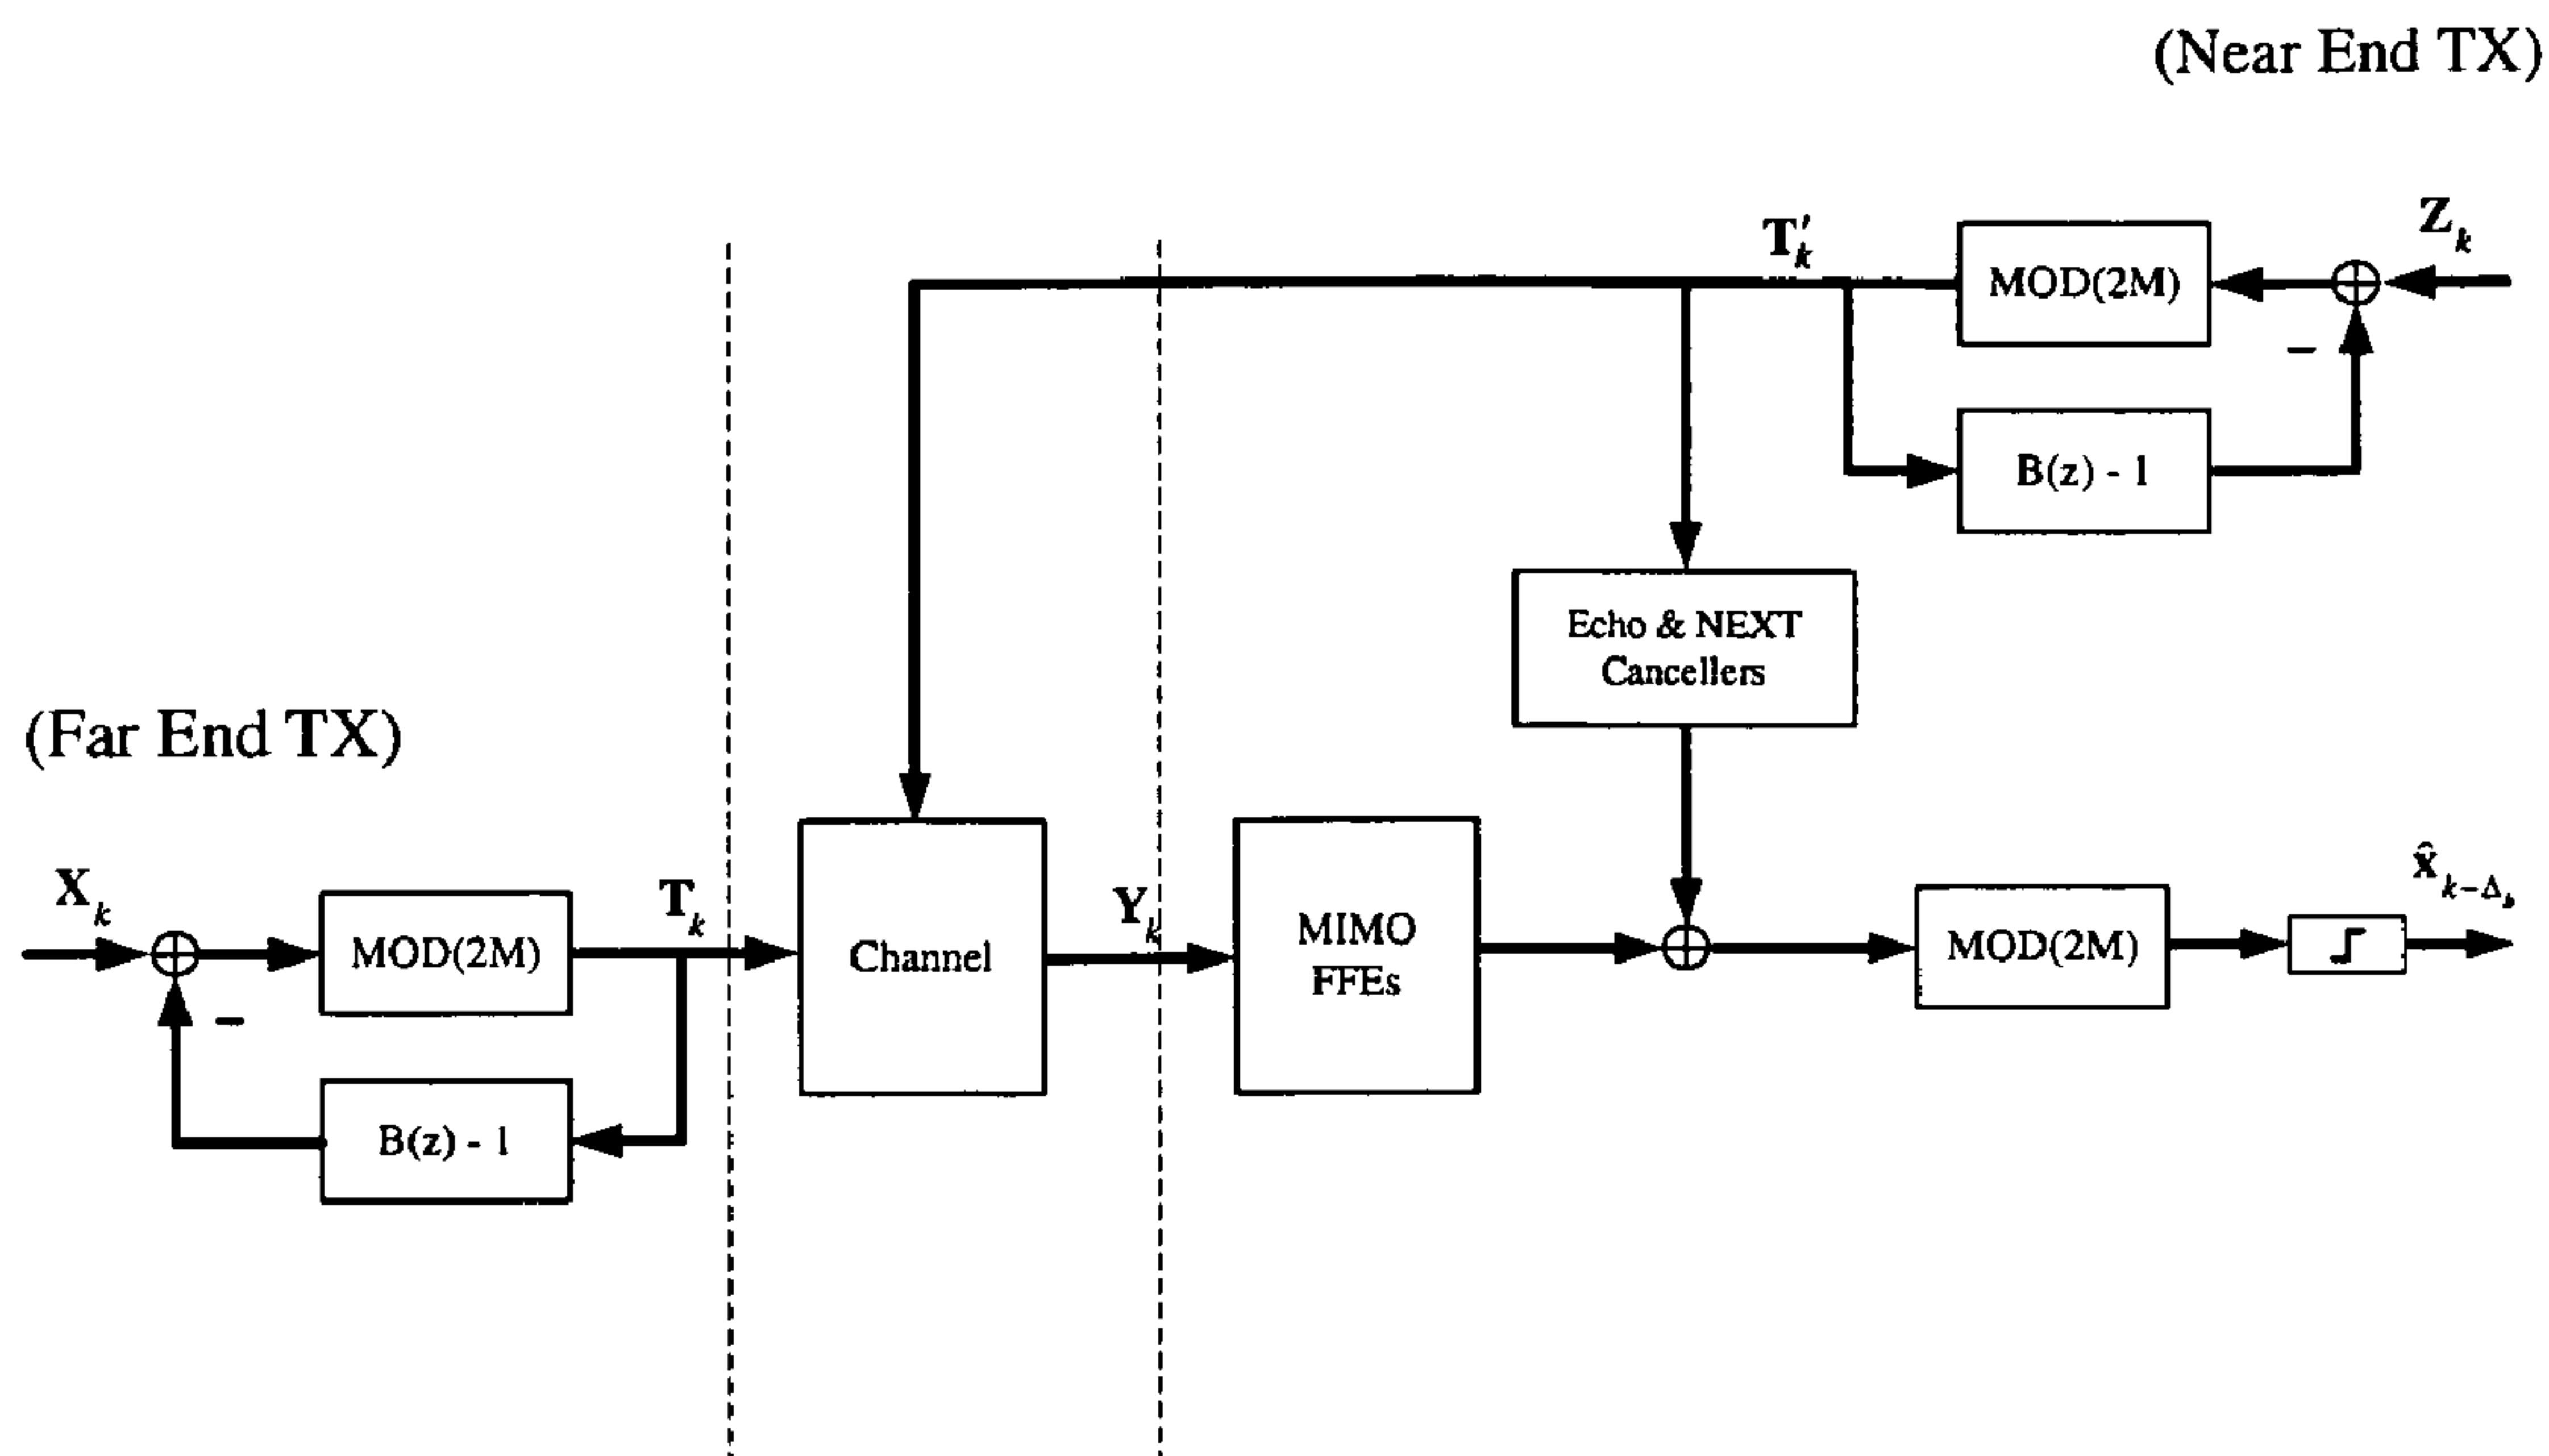 (Near End TX)
T′ₖ
MOD(2M)
Zₖ
−
B(z) - 1
Echo & NEXT
Cancellers
(Far End TX)
Xₖ
MOD(2M)
Tₖ
Channel
Yₖ
MIMO
FFEs
MOD(2M)
x̂ₖ₋Δb
−
B(z) - 1